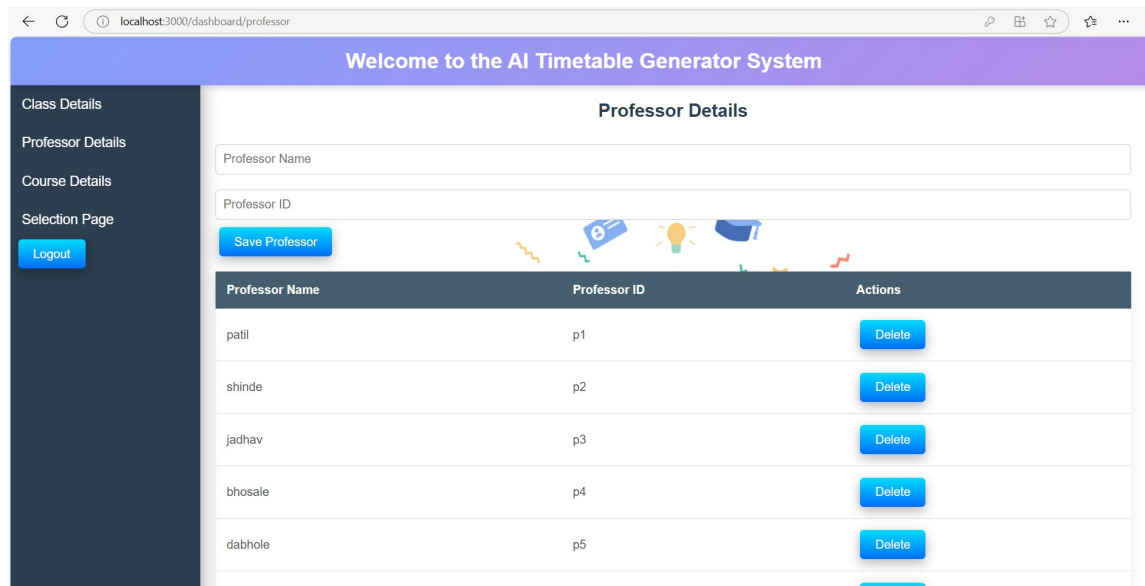 localhost:3000/dashboard/professor
Welcome to the AI Timetable Generator System
Class Details
Professor Details
Course Details
Selection Page
Logout
Professor Details
Professor Name
Professor ID
Save Professor
Professor Name Professor ID Actions
patil p1 Delete
shinde p2 Delete
jadhav p3 Delete
bhosale p4 Delete
dabhole p5 Delete